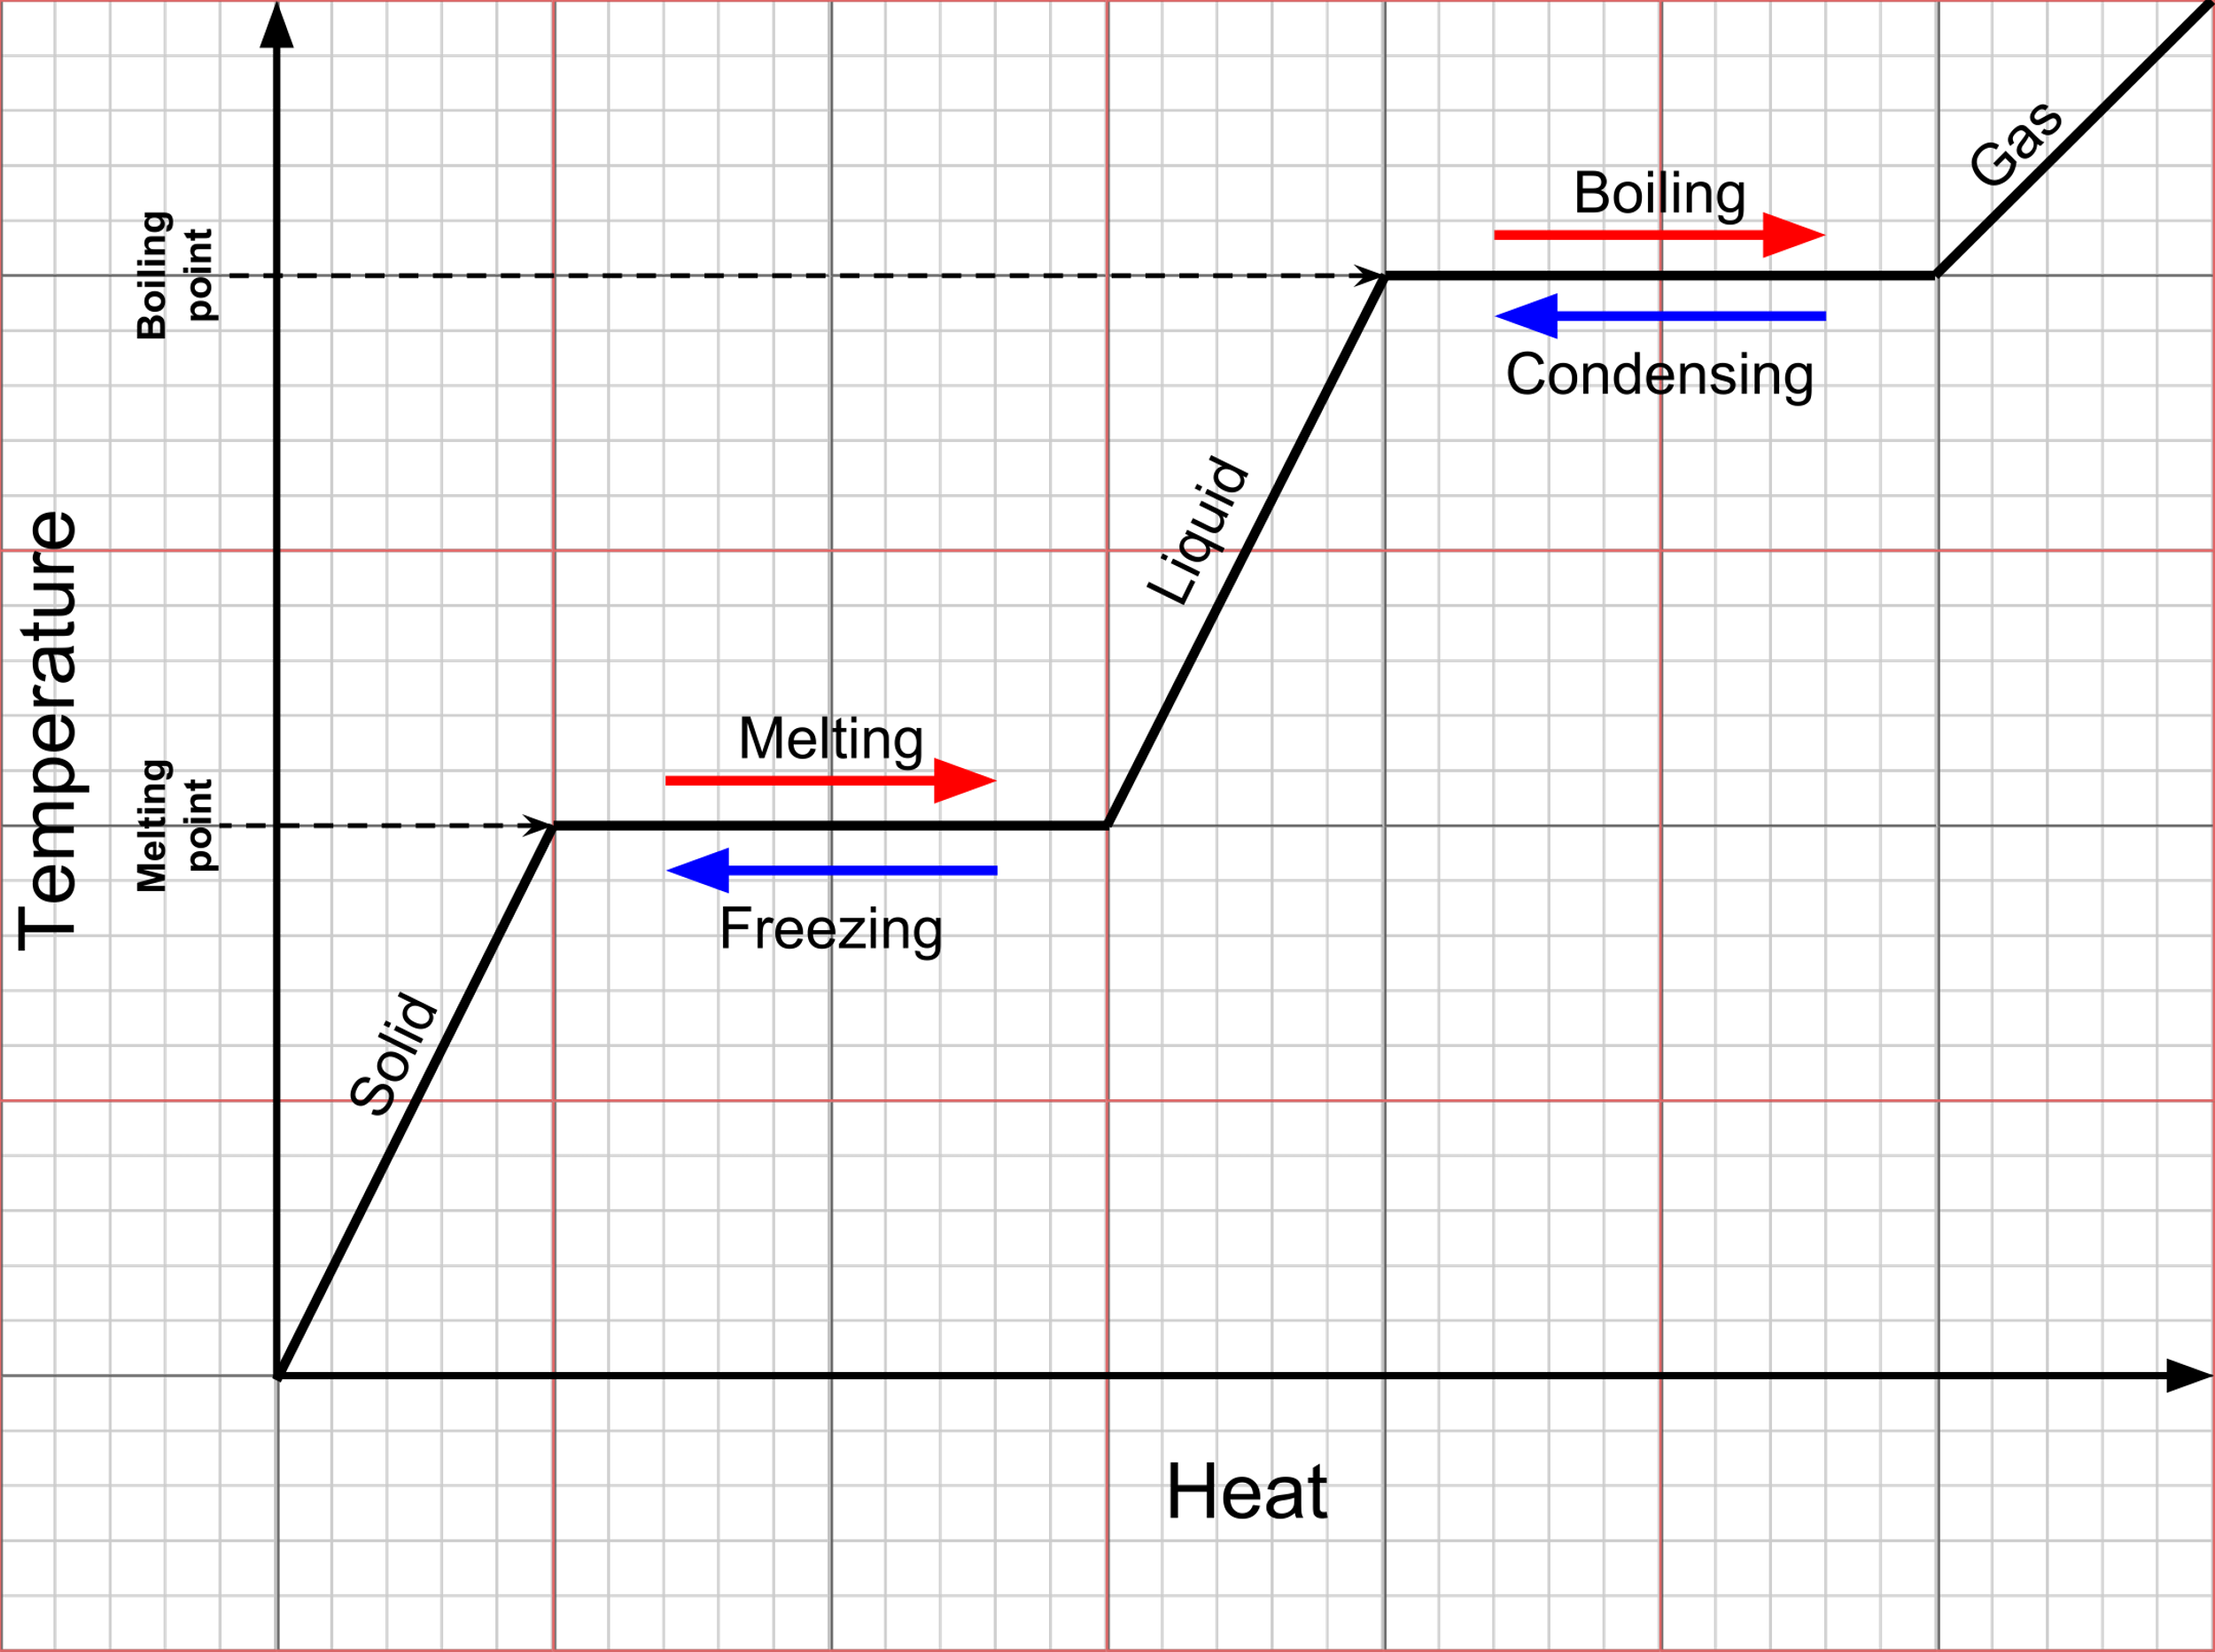 Gas
Boiling
Boiling
point
Condensing
Liquid
Temperature
Melting
Melting
point
Freezing
Solid
Heat